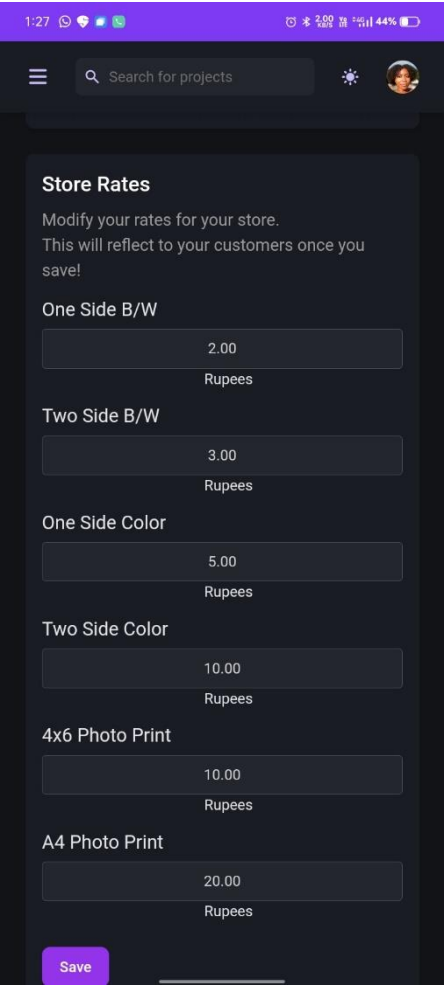 1:27
2.00
KB/S
44%
Search for projects
Store Rates
Modify your rates for your store.
This will reflect to your customers once you
save!
One Side B/W
2.00
Rupees
Two Side B/W
3.00
Rupees
One Side Color
5.00
Rupees
Two Side Color
10.00
Rupees
4x6 Photo Print
10.00
Rupees
A4 Photo Print
20.00
Rupees
Save